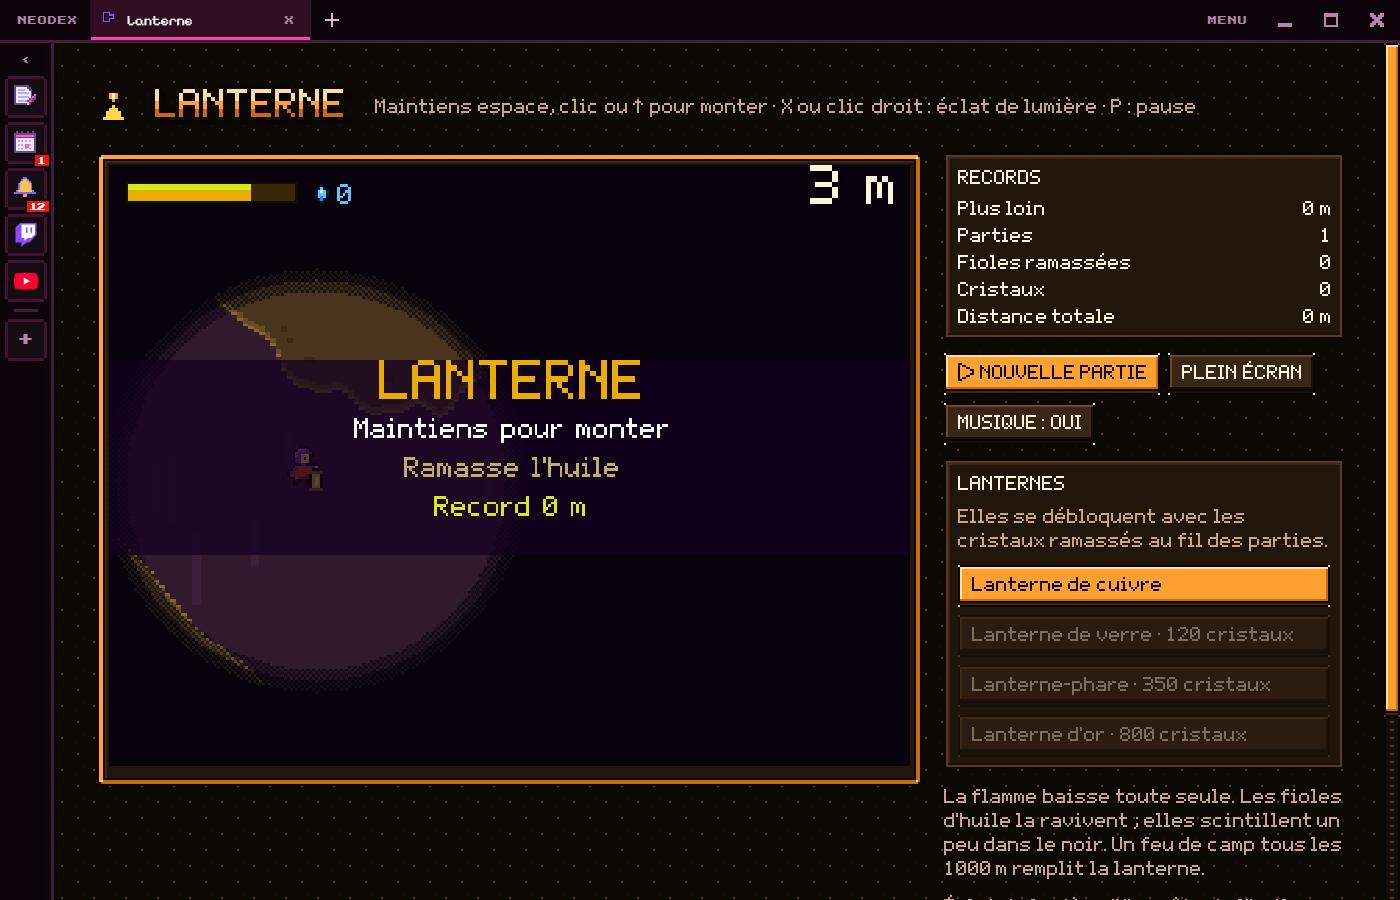 NEODEX
Lanterne
MENU
1
12
LANTERNE
Maintiens espace, clic ou ↑ pour monter · X ou clic droit : éclat de lumière · P : pause
0
3 m
LANTERNE
Maintiens pour monter
Ramasse l'huile
Record 0 m
RECORDS
Plus loin 0 m
Parties 1
Fioles ramassées 0
Cristaux 0
Distance totale 0 m
NOUVELLE PARTIE
PLEIN ÉCRAN
MUSIQUE : OUI
LANTERNES
Elles se débloquent avec les
cristaux ramassés au fil des parties.
Lanterne de cuivre
Lanterne de verre · 120 cristaux
Lanterne-phare · 350 cristaux
Lanterne d'or · 800 cristaux
La flamme baisse toute seule. Les fioles
d'huile la ravivent ; elles scintillent un
peu dans le noir. Un feu de camp tous les
1000 m remplit la lanterne.